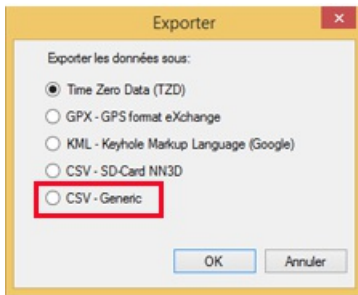 Exporter
Exporter les données sous:
Time Zero Data (TZD)
GPX - GPS format eXchange
KML - Keyhole Markup Language (Google)
CSV - SD-Card NN3D
CSV - Generic
OK Annuler